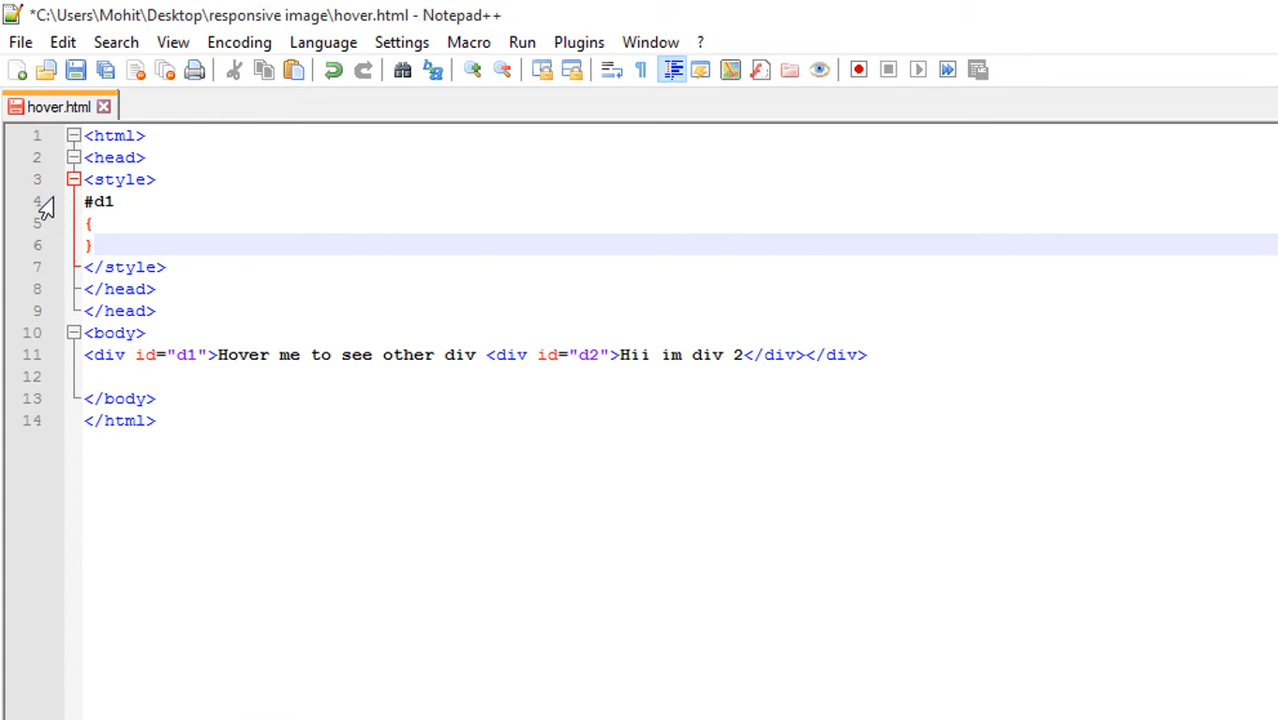 *C:\Users\Mohit\Desktop\responsive image\hover.html - Notepad++
File Edit Search View Encoding Language Settings Macro Run Plugins Window ?
hover.html
1 <html>
2 <head>
3 <style>
4 #d1
5 {
6 }
7 </style>
8 </head>
9 </head>
10 <body>
11 <div id="d1">Hover me to see other div <div id="d2">Hii im div 2</div></div>
12
13 </body>
14 </html>